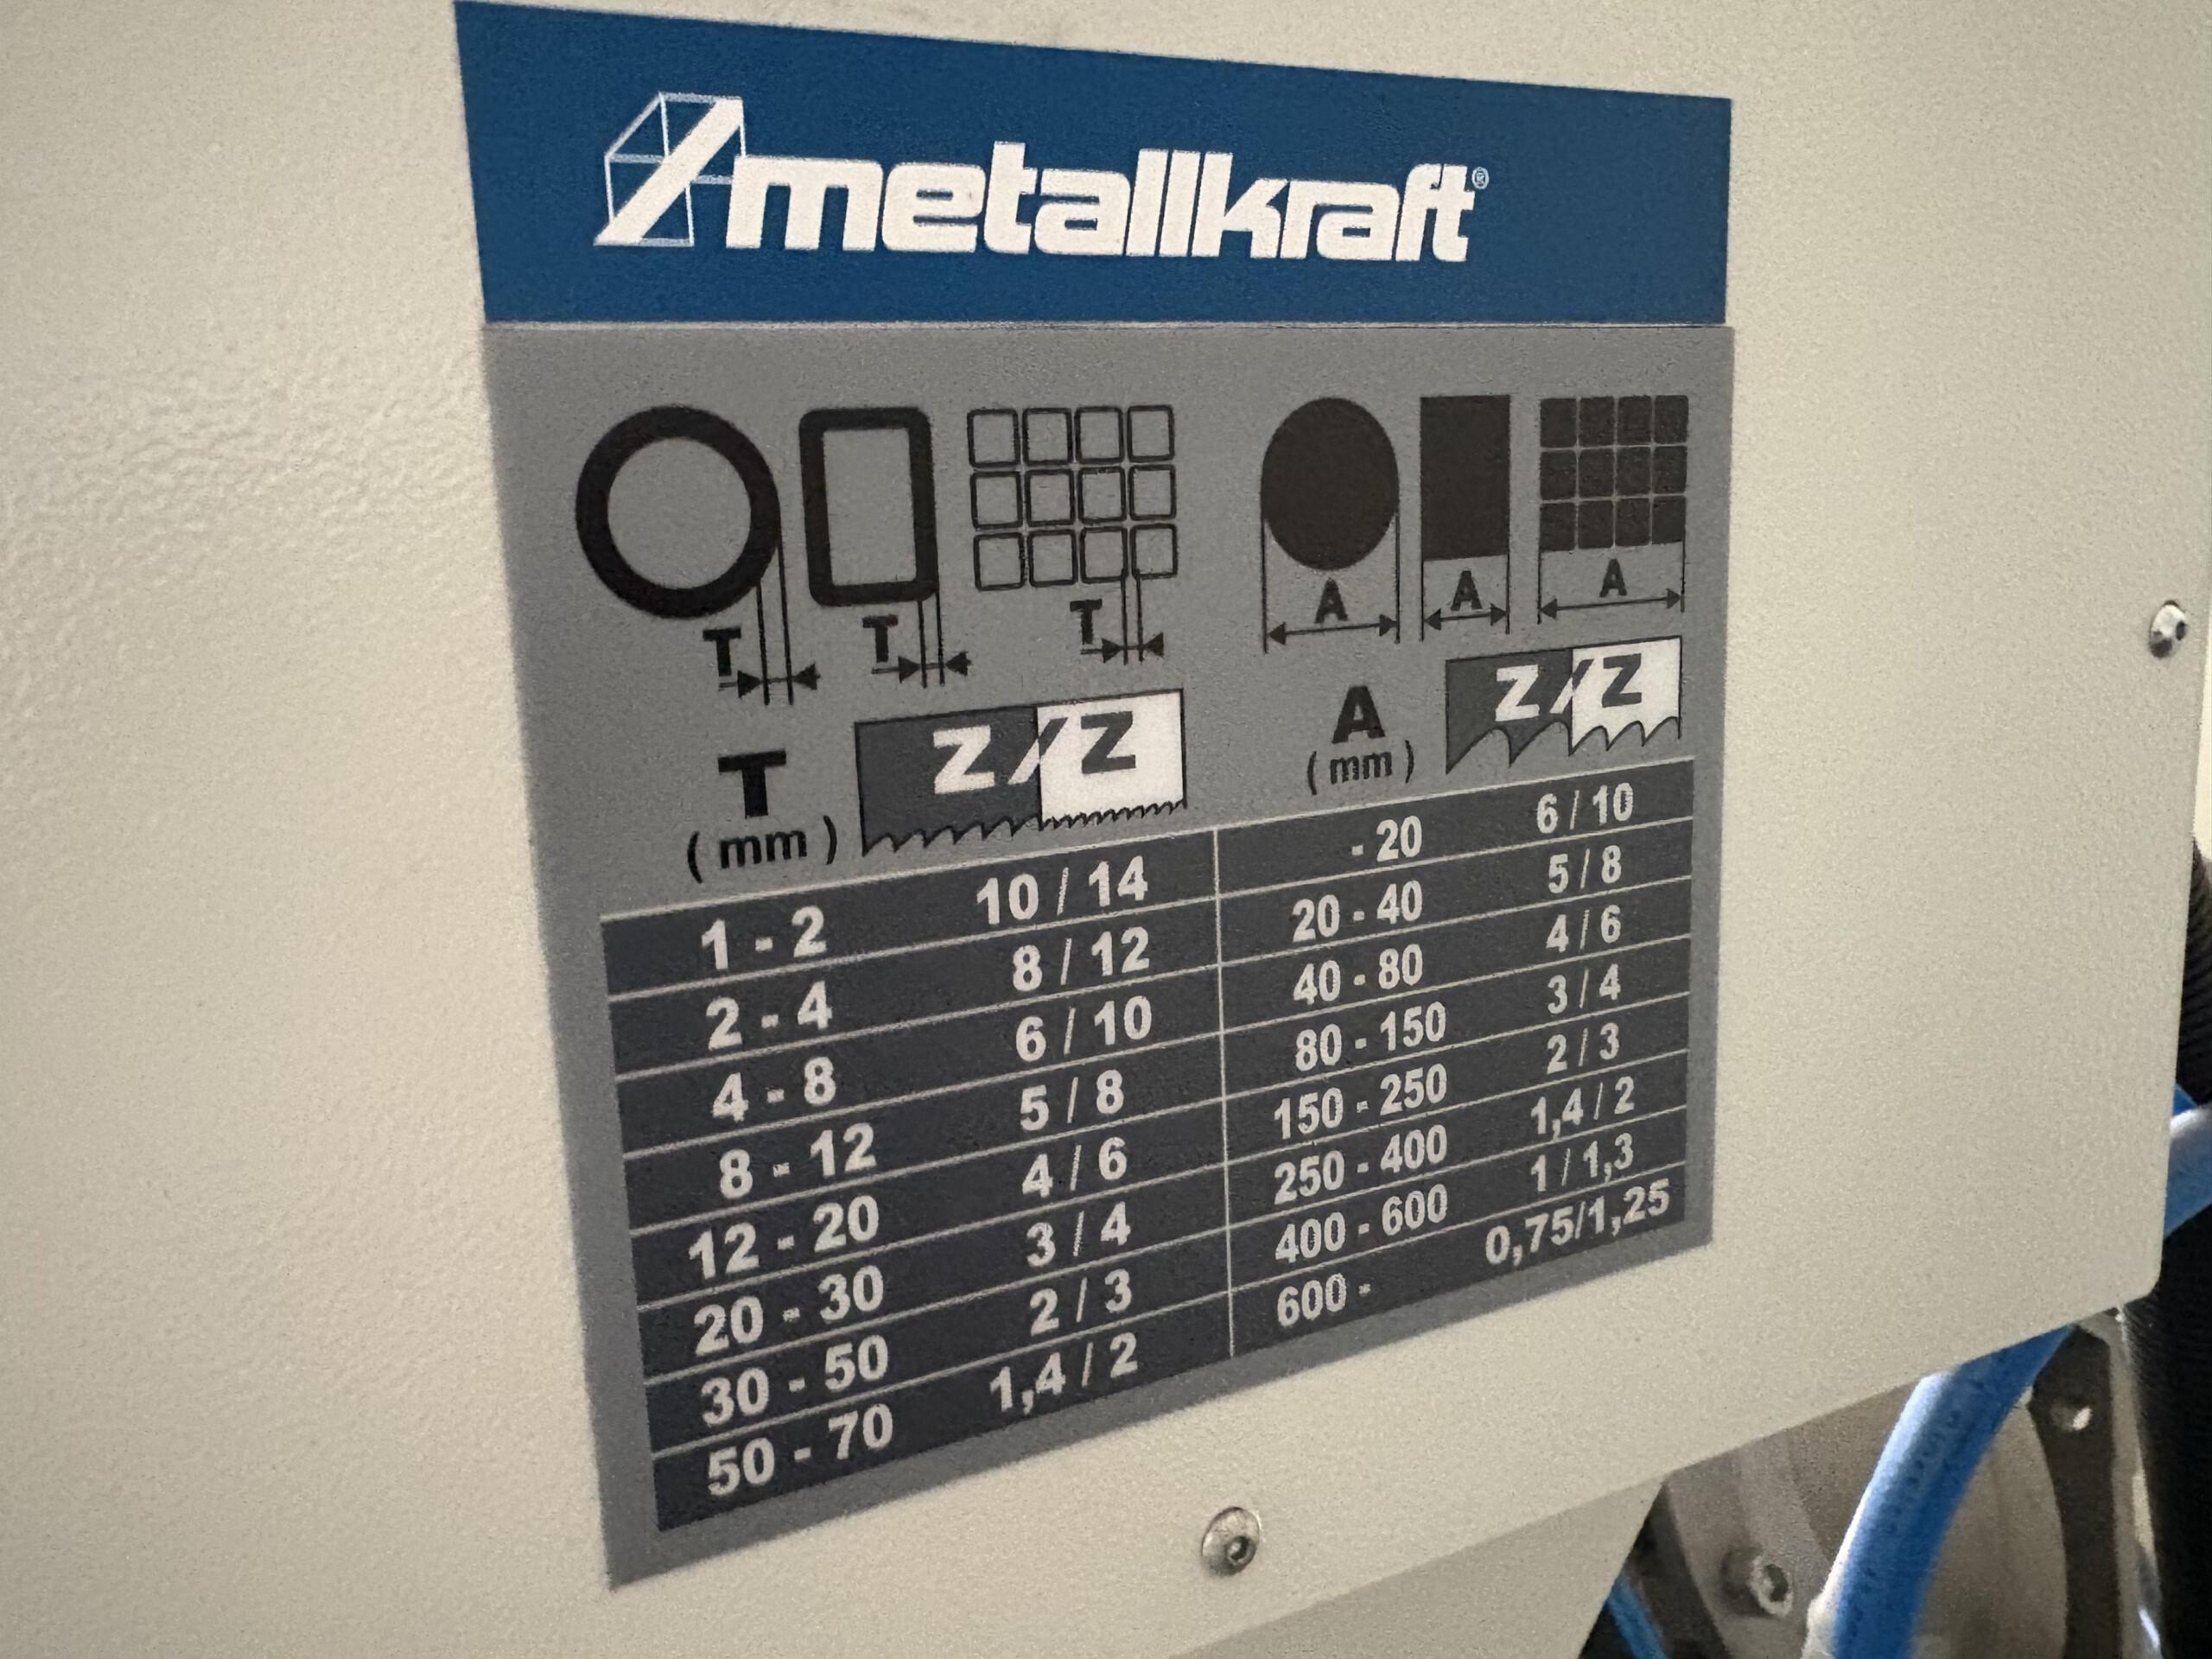 metallkraft®
T T T A A A
T (mm) Z/Z A (mm) Z/Z
1 - 2 10 / 14 - 20 6 / 10
2 - 4 8 / 12 20 - 40 5 / 8
4 - 8 6 / 10 40 - 80 4 / 6
8 - 12 5 / 8 80 - 150 3 / 4
12 - 20 4 / 6 150 - 250 2 / 3
20 - 30 3 / 4 250 - 400 1,4 / 2
30 - 50 2 / 3 400 - 600 1 / 1,3
50 - 70 1,4 / 2 600 - 0,75/1,25